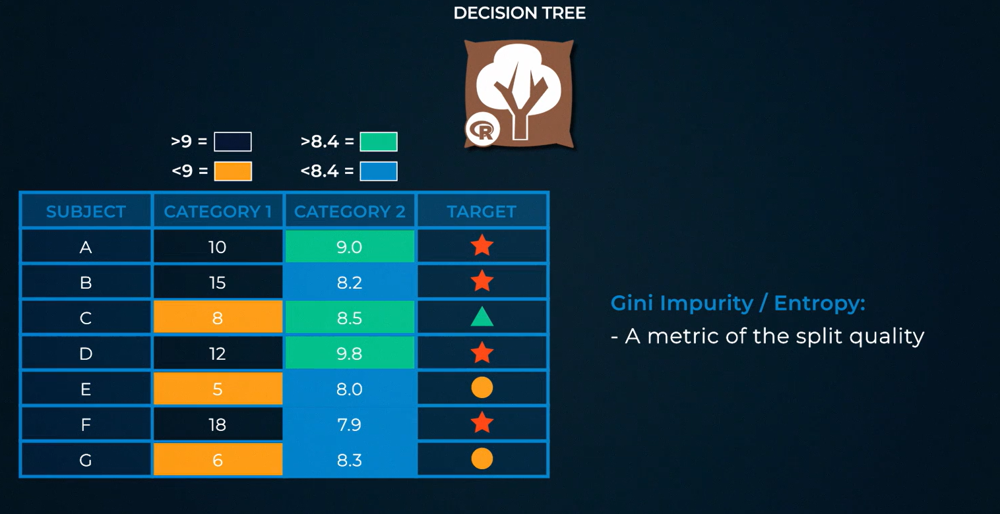 DECISION TREE
R
>9 = >8.4 =
<9 = <8.4 =
SUBJECT CATEGORY 1 CATEGORY 2 TARGET
A 10 9.0
B 15 8.2
C 8 8.5
D 12 9.8
E 5 8.0
F 18 7.9
G 6 8.3
Gini Impurity / Entropy:
- A metric of the split quality